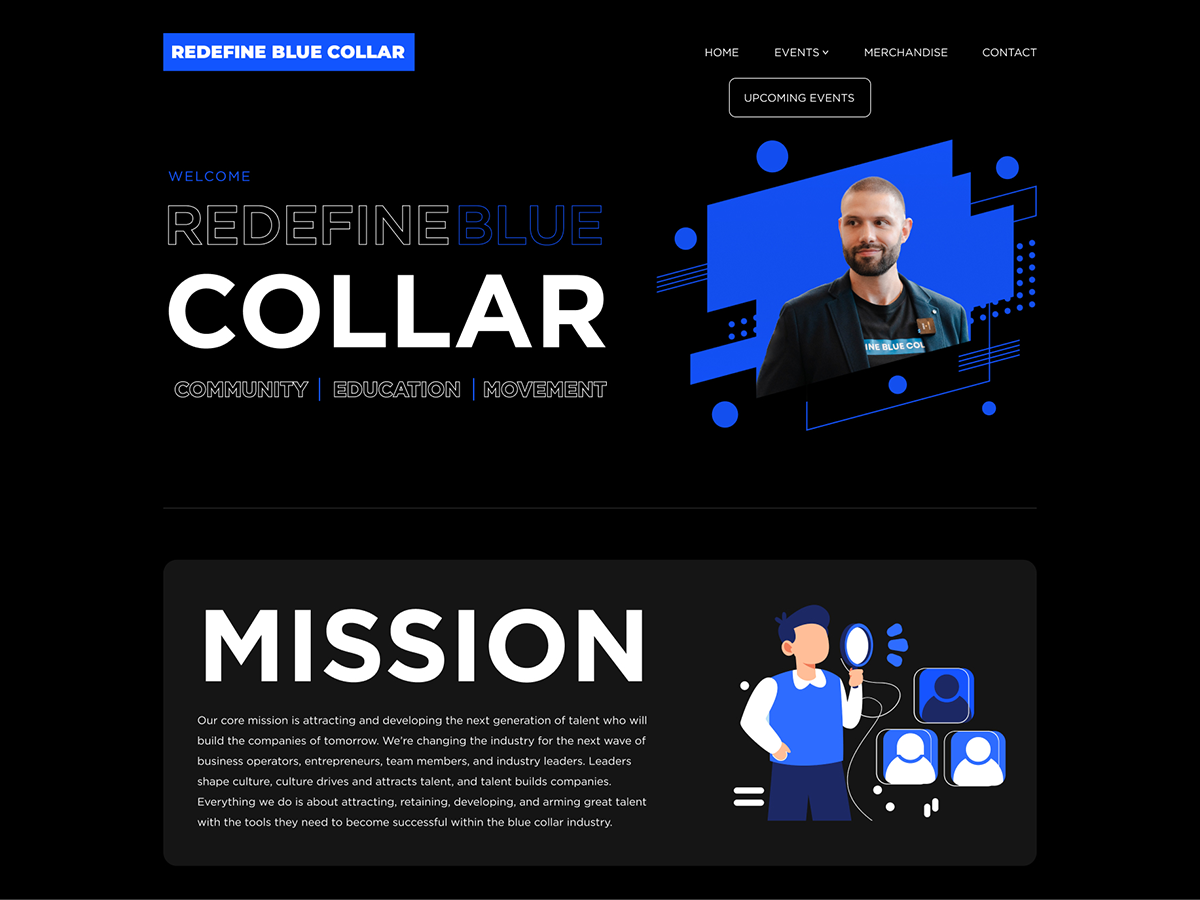 REDEFINE BLUE COLLAR
HOME EVENTS MERCHANDISE CONTACT
UPCOMING EVENTS
WELCOME
REDEFINE BLUE
COLLAR
COMMUNITY | EDUCATION | MOVEMENT
INE BLUE COL
MISSION
Our core mission is attracting and developing the next generation of talent who will
build the companies of tomorrow. We’re changing the industry for the next wave of
business operators, entrepreneurs, team members, and industry leaders. Leaders
shape culture, culture drives and attracts talent, and talent builds companies.
Everything we do is about attracting, retaining, developing, and arming great talent
with the tools they need to become successful within the blue collar industry.